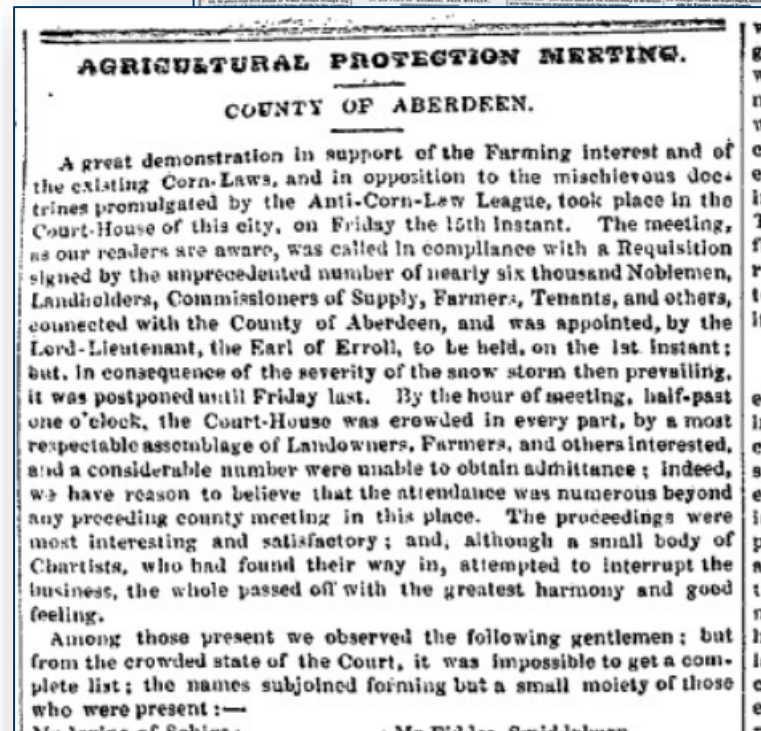 AGRICULTURAL PROTECTION MEETING.
COUNTY OF ABERDEEN.
A great demonstration in support of the Farming interest and of
the existing Corn-Laws, and in opposition to the mischievous doc-
trines promulgated by the Anti-Corn-Law League, took place in the
Court-House of this city, on Friday the 15th instant. The meeting,
as our readers are aware, was called in compliance with a Requisition
signed by the unprecedented number of nearly six thousand Noblemen,
Landholders, Commissioners of Supply, Farmers, Tenants, and others,
connected with the County of Aberdeen, and was appointed, by the
Lord-Lieutenant, the Earl of Erroll, to be held, on the 1st instant;
but, in consequence of the severity of the snow storm then prevailing,
it was postponed until Friday last. By the hour of meeting, half-past
one o'clock, the Court-House was crowded in every part, by a most
respectable assemblage of Landowners, Farmers, and others interested,
and a considerable number were unable to obtain admittance; indeed,
we have reason to believe that the attendance was numerous beyond
any preceding county meeting in this place. The proceedings were
most interesting and satisfactory; and, although a small body of
Chartists, who had found their way in, attempted to interrupt the
business, the whole passed off with the greatest harmony and good
feeling.
Among those present we observed the following gentlemen; but
from the crowded state of the Court, it was impossible to get a com-
plete list; the names subjoined forming but a small moiety of those
who were present:—